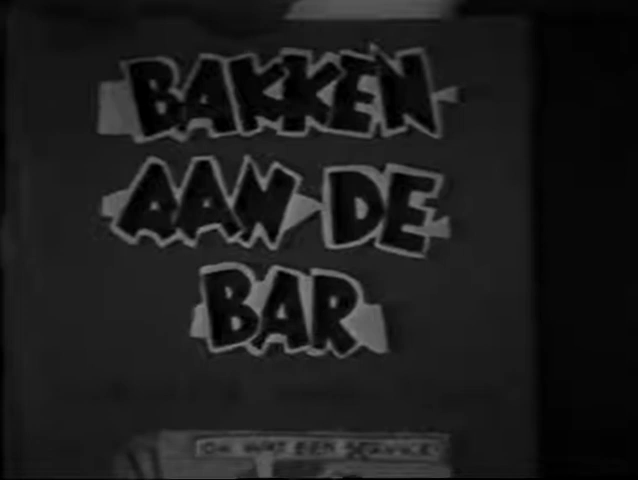 BAKKEN
AAN DE
BAR
OH WAT EEN SERVICE